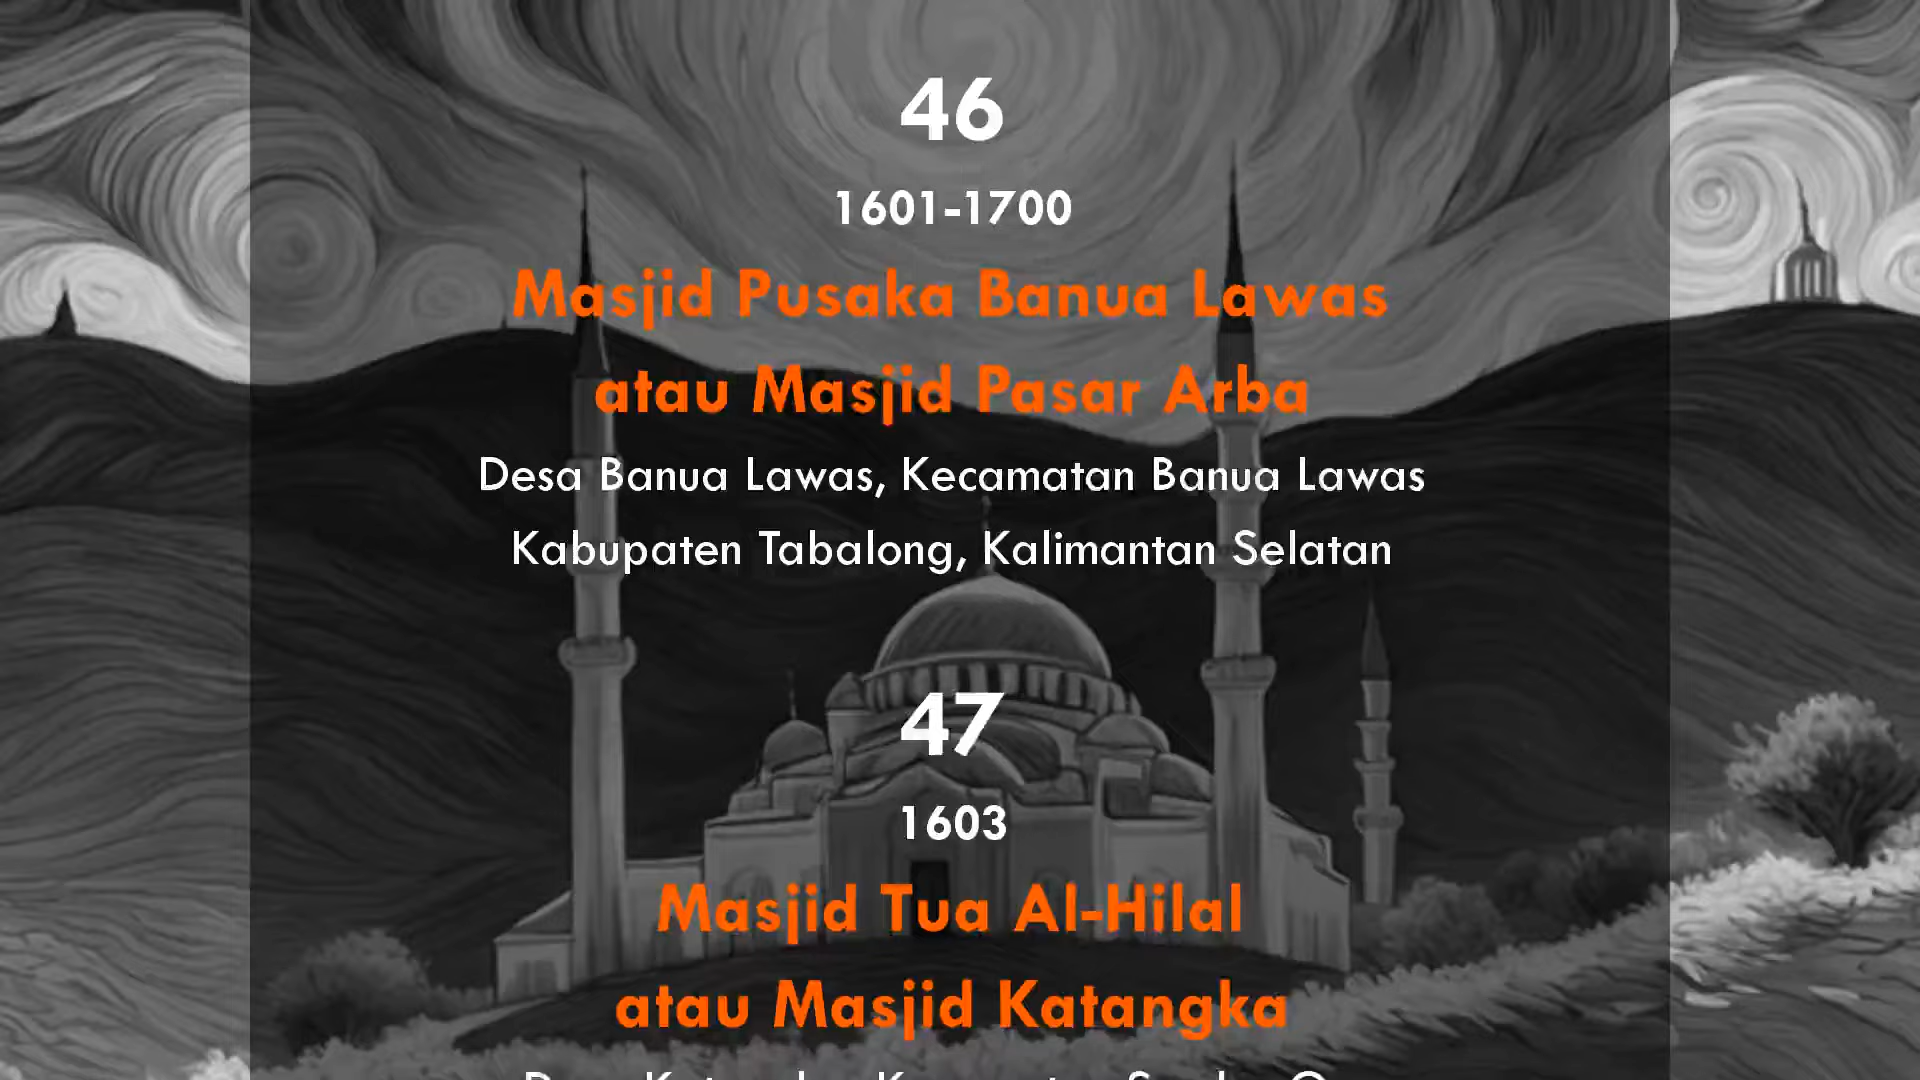 46
1601-1700
Masjid Pusaka Banua Lawas
atau Masjid Pasar Arba
Desa Banua Lawas, Kecamatan Banua Lawas
Kabupaten Tabalong, Kalimantan Selatan
47
1603
Masjid Tua Al-Hilal
atau Masjid Katangka